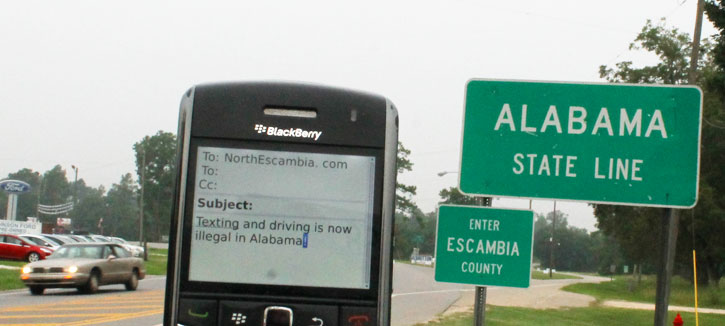 BlackBerry
To: NorthEscambia. com
To:
Cc:
Subject:
Texting and driving is now
illegal in Alabama!
ALABAMA
STATE LINE
ENTER
ESCAMBIA
COUNTY
Ford